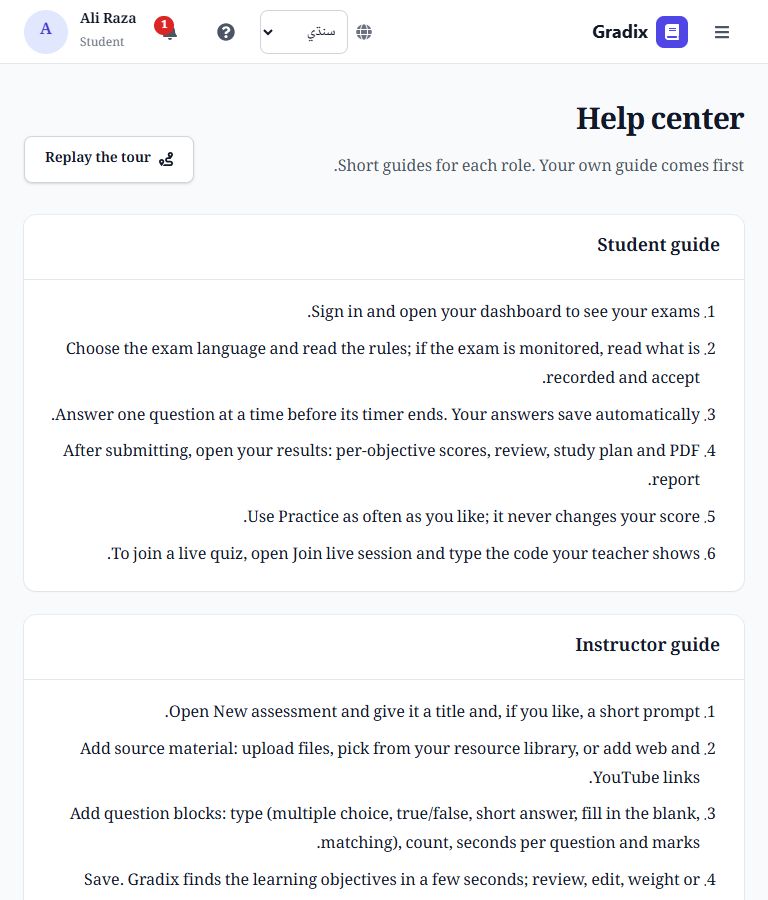 Gradix
سنڌي
1
A
Ali Raza
Student
Help center
Short guides for each role. Your own guide comes first.
Replay the tour
Student guide
1. Sign in and open your dashboard to see your exams.
2. Choose the exam language and read the rules; if the exam is monitored, read what is
recorded and accept.
3. Answer one question at a time before its timer ends. Your answers save automatically.
4. After submitting, open your results: per-objective scores, review, study plan and PDF
report.
5. Use Practice as often as you like; it never changes your score.
6. To join a live quiz, open Join live session and type the code your teacher shows.
Instructor guide
1. Open New assessment and give it a title and, if you like, a short prompt.
2. Add source material: upload files, pick from your resource library, or add web and
YouTube links.
3. Add question blocks: type (multiple choice, true/false, short answer, fill in the blank,
matching), count, seconds per question and marks.
4. Save. Gradix finds the learning objectives in a few seconds; review, edit, weight or